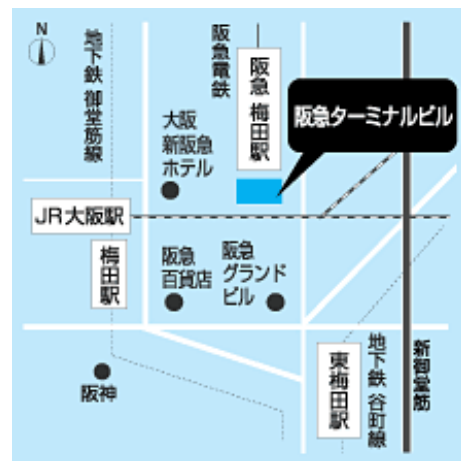 N
地下鉄 御堂筋線
阪急電鉄
阪急 梅田駅
阪急ターミナルビル
大阪
新阪急
ホテル
JR大阪駅
梅田駅
阪急
百貨店
阪急
グランド
ビル
阪神
東梅田駅
地下鉄 谷町線
新御堂筋